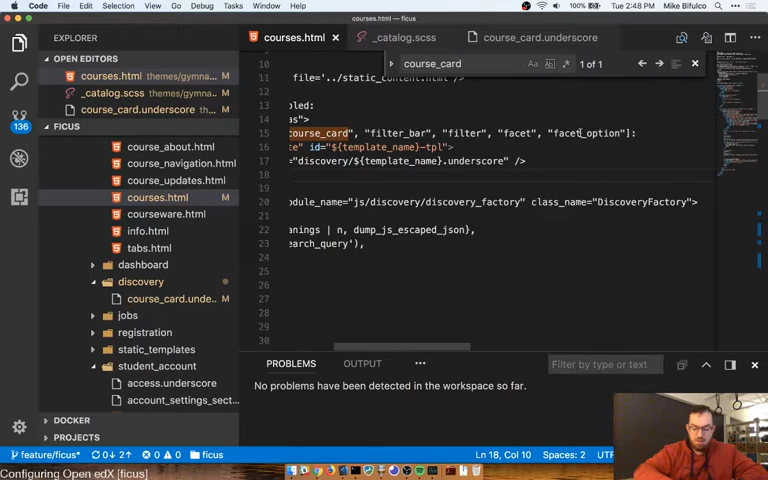 Code File Edit Selection View Go Debug Tasks Window Help 100% Tue 2:48 PM Mike Bifulco
courses.html — ficus
EXPLORER
courses.html
_catalog.scss
course_card.underscore
OPEN EDITORS
courses.html themes/gymna... M
_catalog.scss themes/gymna... M
course_card.underscore th... M
FICUS
136
course_about.html
course_navigation.html
course_updates.html
courses.html M
courseware.html
info.html
tabs.html
dashboard
discovery
course_card.unde... M
jobs
registration
static_templates
student_account
access.underscore
account_settings_sect...
DOCKER
PROJECTS
course_card Aa Ab| .* 1 of 1
10
11 file='../static_content.html' />
12
13 oled:
14 as">
15 course_card", "filter_bar", "filter", "facet", "facet_option"]:
16 te" id="${template_name}-tpl">
17 ="discovery/${template_name}.underscore" />
18
19
20 odule_name="js/discovery/discovery_factory" class_name="DiscoveryFactory">
21
22 anings | n, dump_js_escaped_json},
23 earch_query'),
24
25
26
27
28
29
30
PROBLEMS OUTPUT ••• Filter by type or text
No problems have been detected in the workspace so far.
feature/ficus* 0↓ 2↑ 0 0 ficus Ln 18, Col 10 Spaces: 2 UTF
Configuring Open edX [ficus]